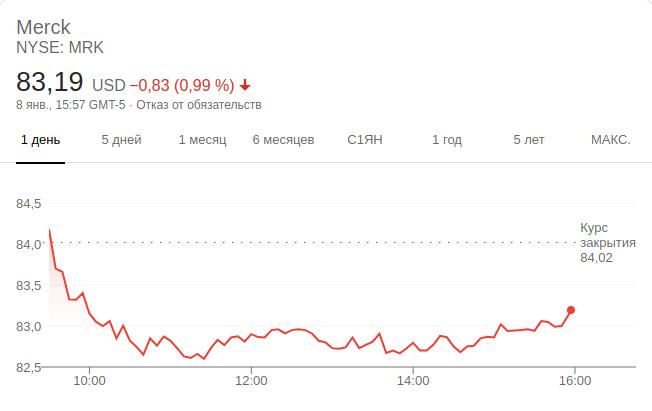 Merck
NYSE: MRK
83,19 USD −0,83 (0,99 %)
8 янв., 15:57 GMT-5 · Отказ от обязательств
1 день 5 дней 1 месяц 6 месяцев С1ЯН 1 год 5 лет МАКС.
84,5
Курс
84,0 закрытия
84,02
83,5
83,0
82,5
10:00 12:00 14:00 16:00